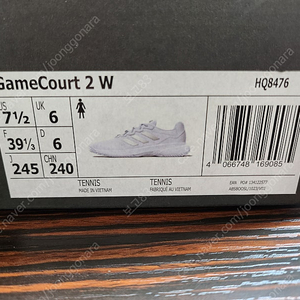 GameCourt 2 W
HQ8476
US UK
7½ 6
F D
39⅓ 6
J CHN
245 240
TENNIS TENNIS
MADE IN VIETNAM FABRIQUÉ AU VIETNAM
4 066748 169085